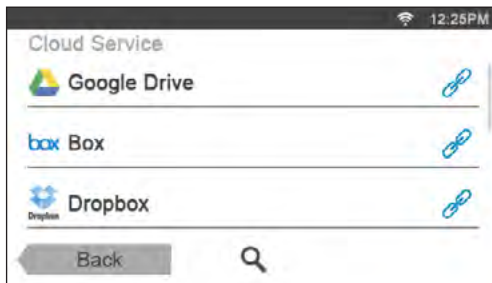 12:25PM
Cloud Service
Google Drive
box Box
Dropbox Dropbox
Back